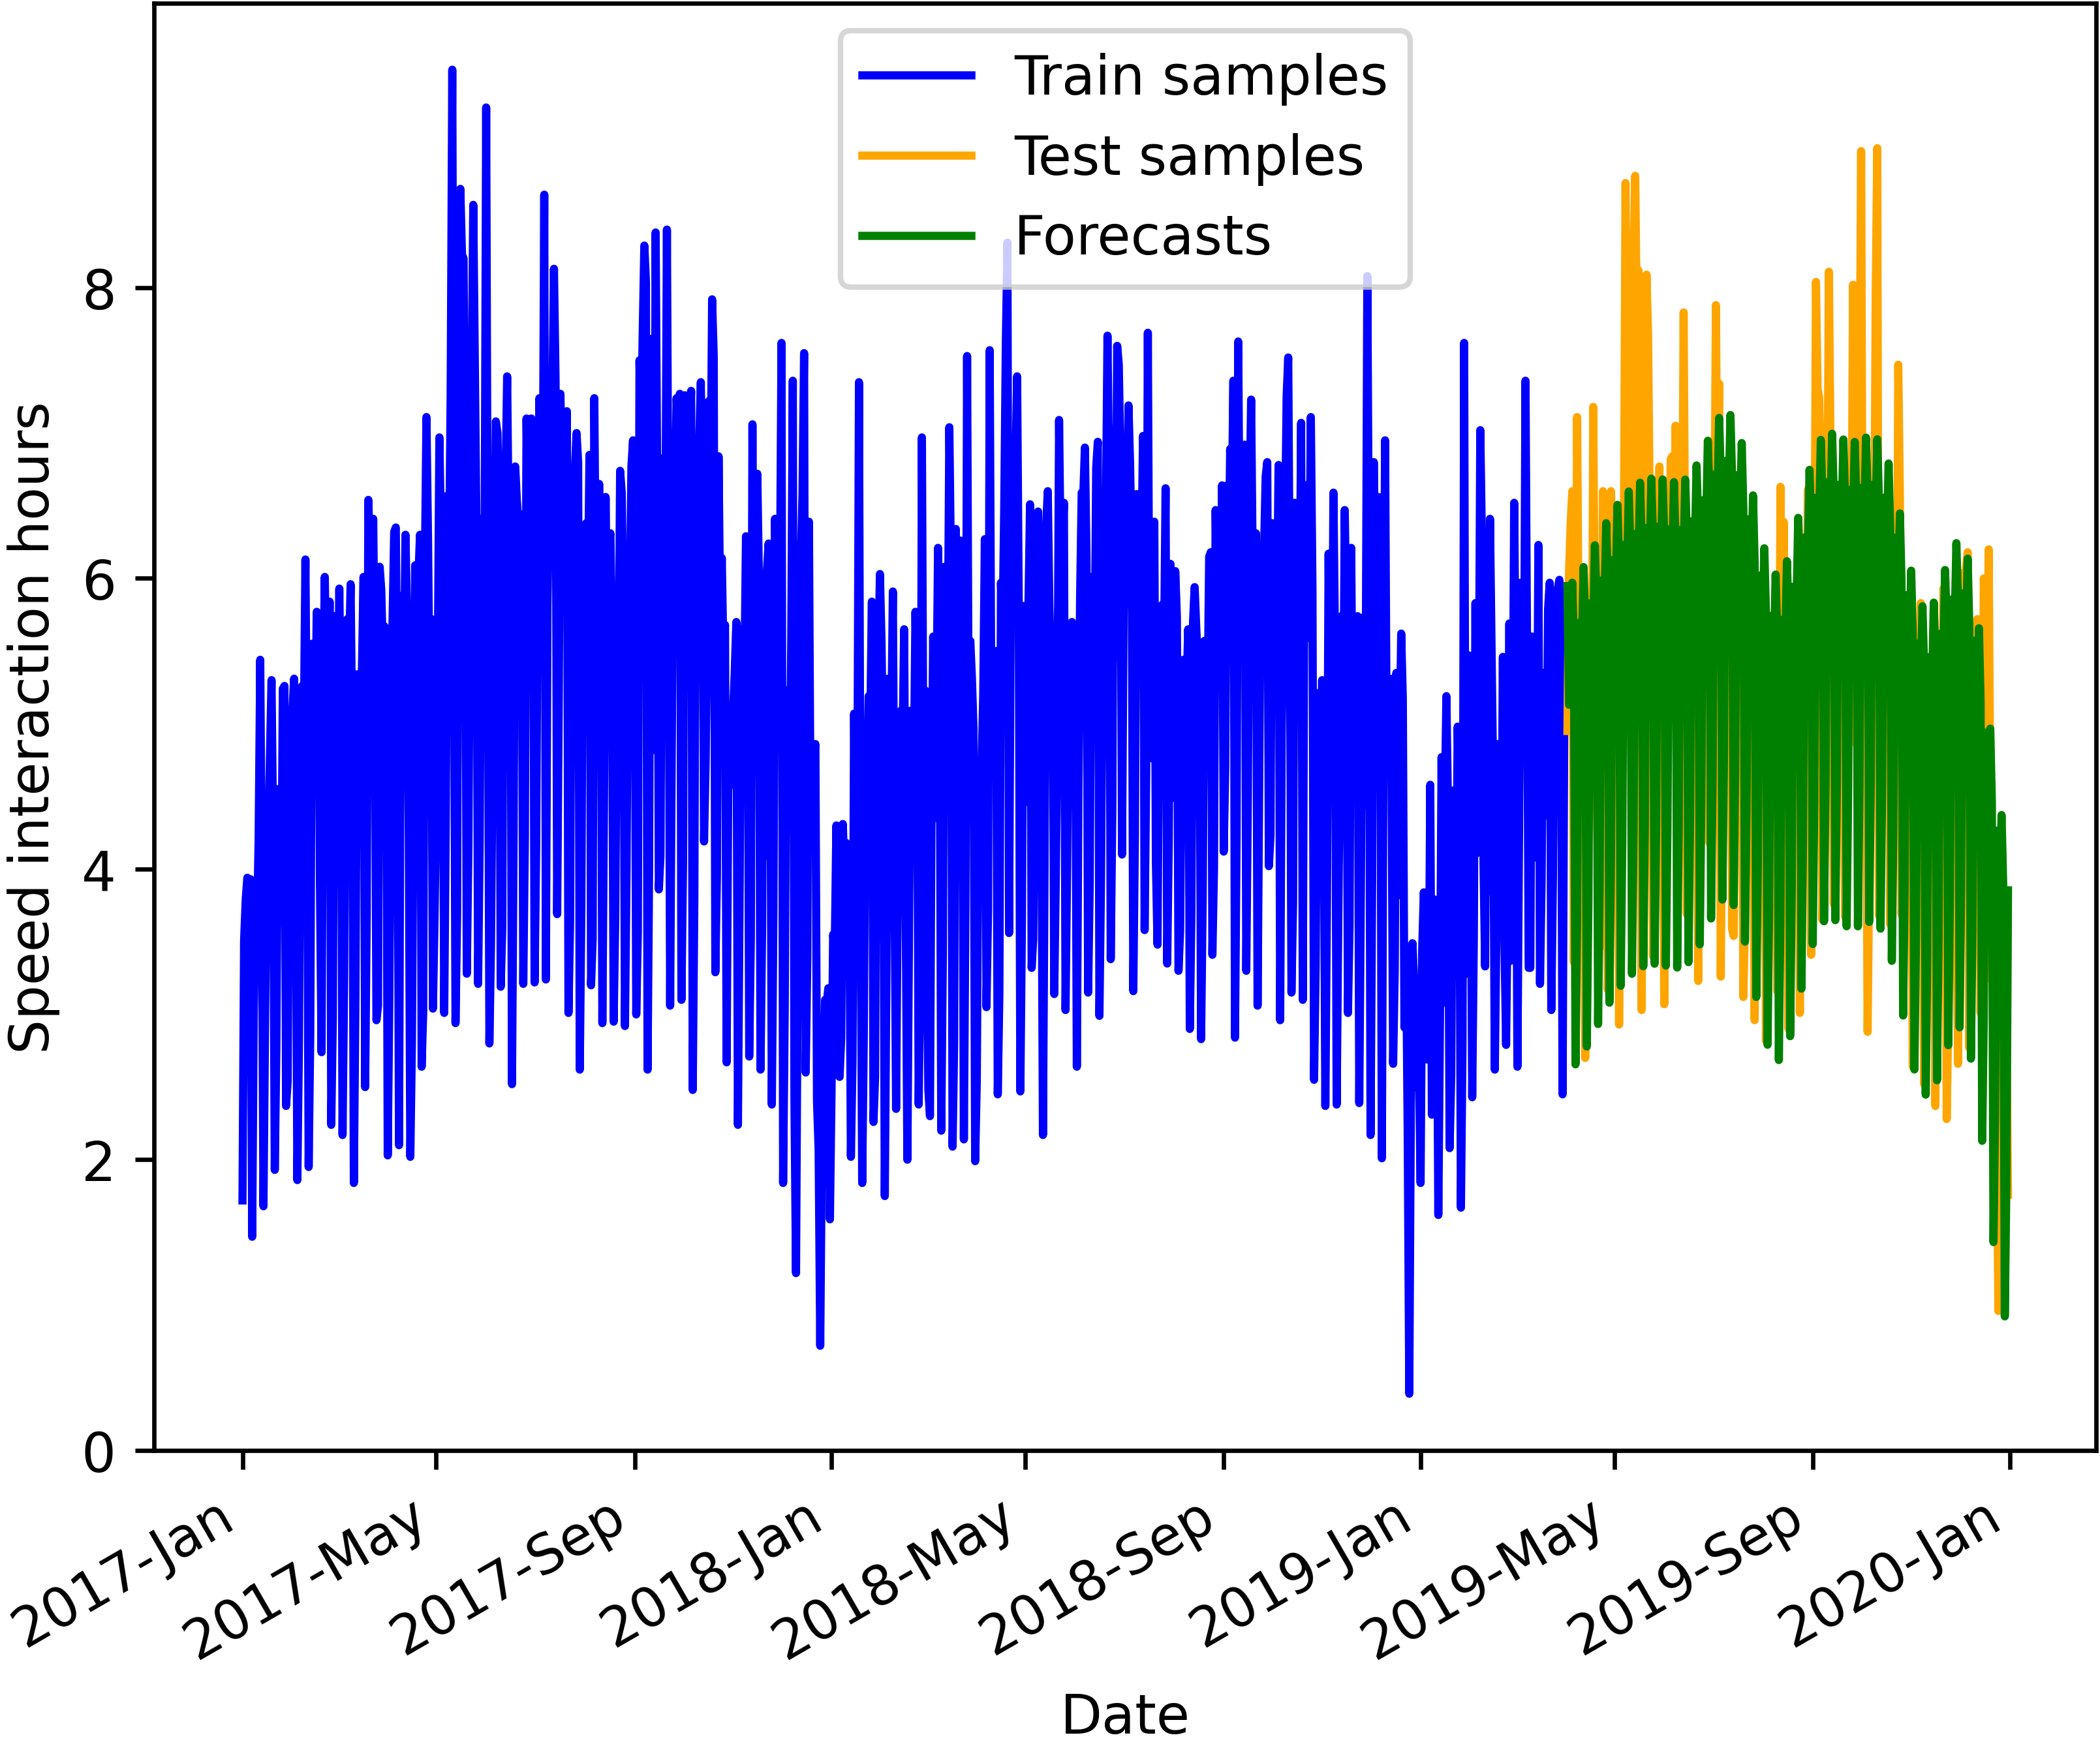 Train samples
Test samples
Forecasts
Speed interaction hours
8
6
4
2
0
2017-Jan
2017-May
2017-Sep
2018-Jan
2018-May
2018-Sep
2019-Jan
2019-May
2019-Sep
2020-Jan
Date